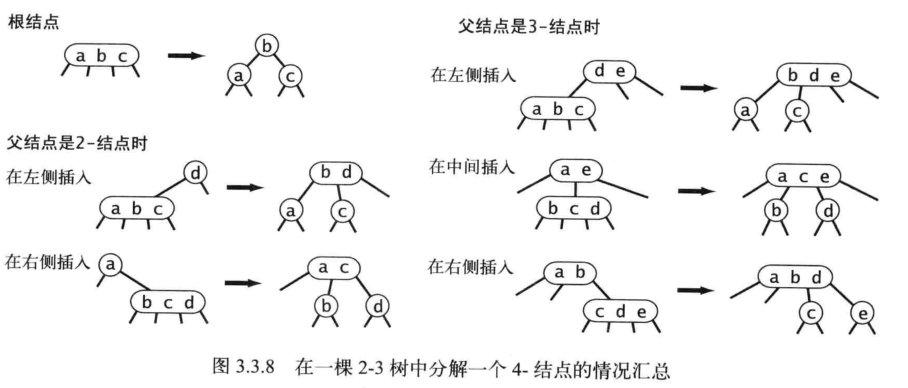 根结点
a b c
b
a c
父结点是2-结点时
在左侧插入
d
a b c
b d
a c
在右侧插入
a
b c d
a c
b d
父结点是3-结点时
在左侧插入
d e
a b c
b d e
a c
在中间插入
a e
b c d
a c e
b d
在右侧插入
a b
c d e
a b d
c e
图 3.3.8 在一棵 2-3 树中分解一个 4- 结点的情况汇总